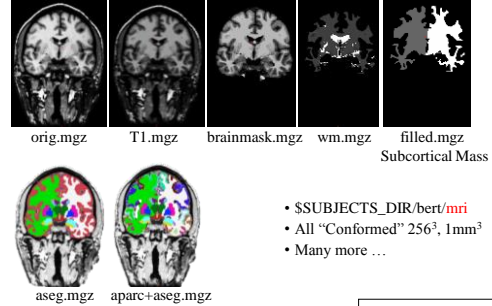 orig.mgz T1.mgz brainmask.mgz wm.mgz filled.mgz
Subcortical Mass
• $SUBJECTS_DIR/bert/mri
• All “Conformed” 256³, 1mm³
• Many more …
aseg.mgz aparc+aseg.mgz